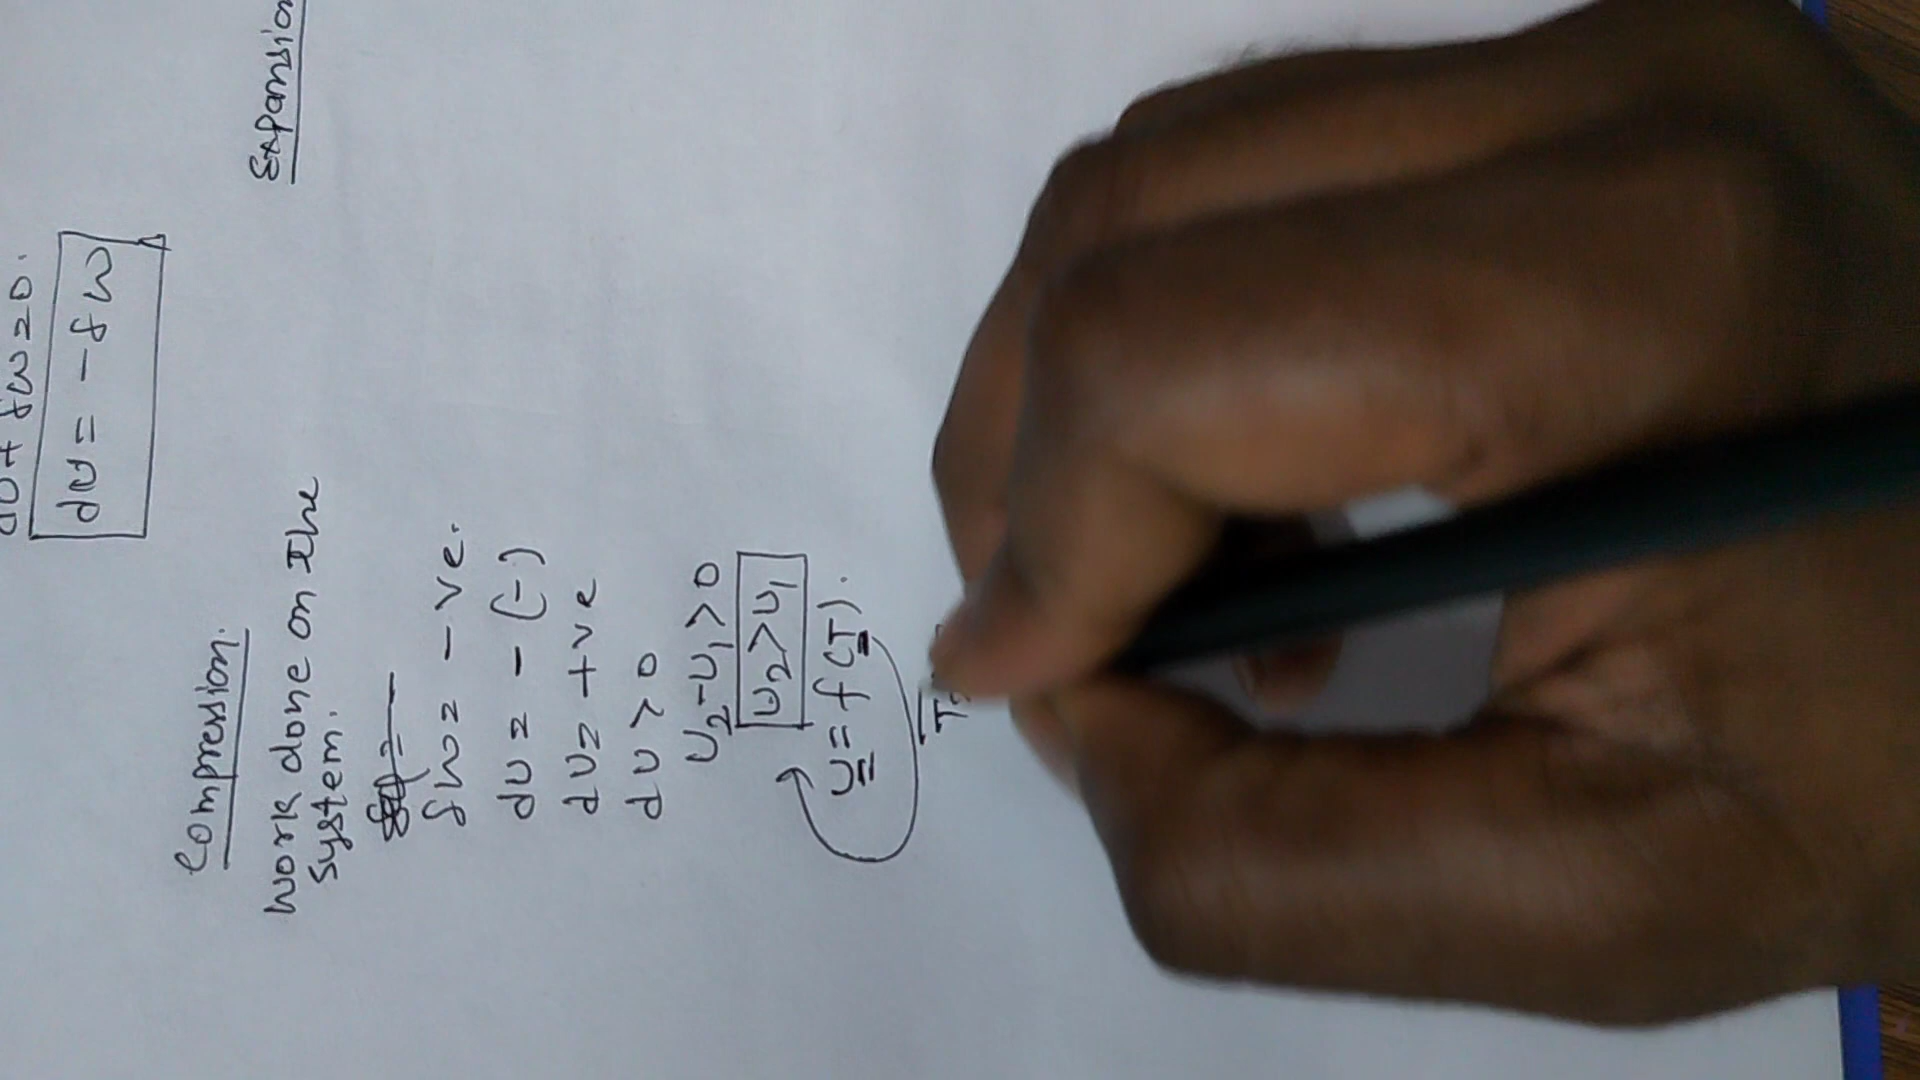 dU + δW = 0.
dU = - δW
Compression.
Work done on the
system.
δW = - ve.
dU = - (-)
dU = + ve
dU > 0
U2 - U1 > 0
U2 > U1
U = f(T).
Expansion